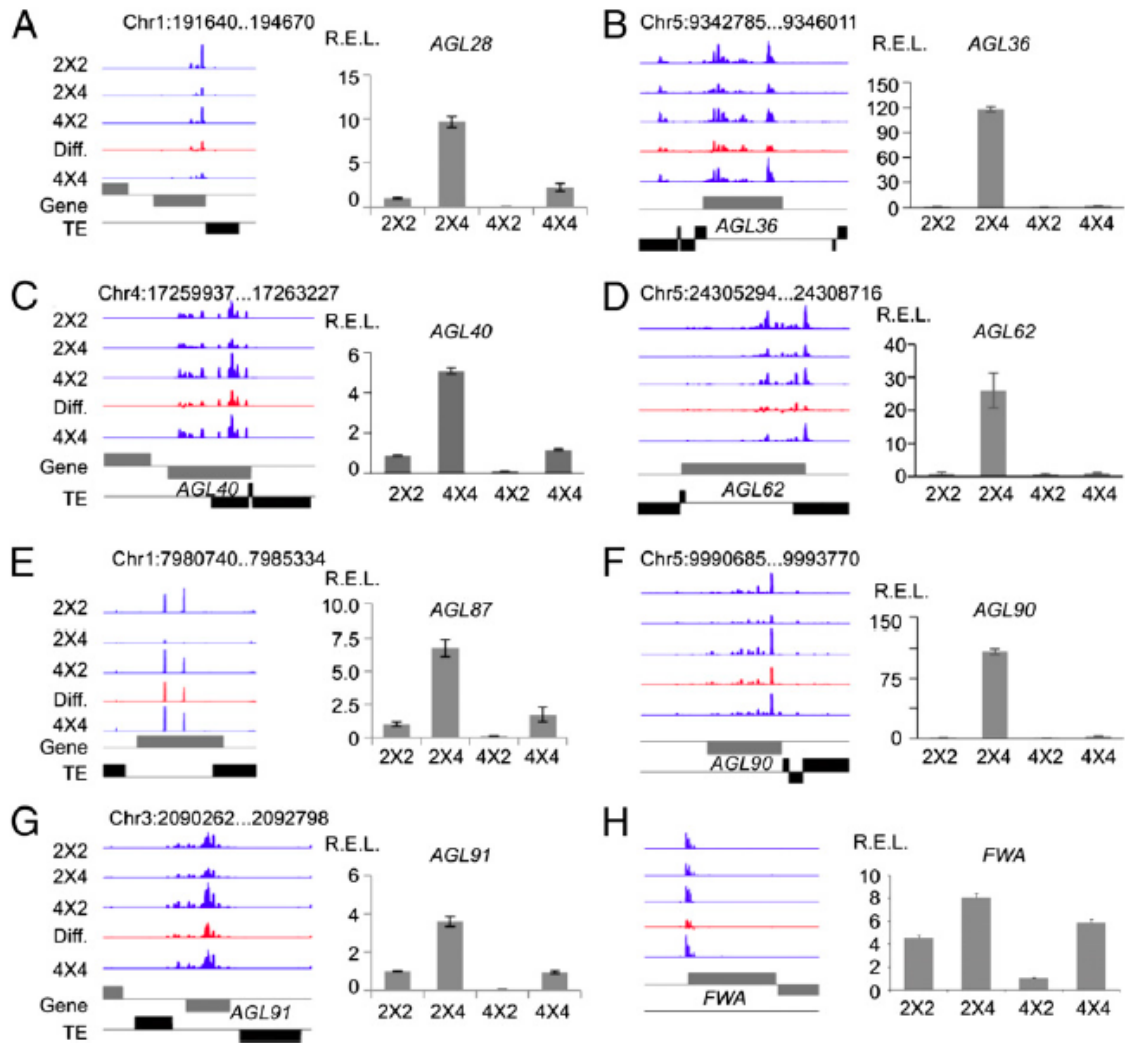 A
Chr1:191640..194670
2X2
2X4
4X2
Diff.
4X4
Gene
TE
R.E.L.
AGL28
15
10
5
0
2X2 2X4 4X2 4X4
B
Chr5:9342785...9346011
AGL36
R.E.L.
AGL36
150
120
90
60
30
0
2X2 2X4 4X2 4X4
C
Chr4:17259937...17263227
2X2
2X4
4X2
Diff.
4X4
Gene
AGL40
TE
R.E.L.
AGL40
6
4
2
0
2X2 4X4 4X2 4X4
D
Chr5:24305294...24308716
AGL62
R.E.L.
AGL62
40
30
20
10
0
2X2 2X4 4X2 4X4
E
Chr1:7980740..7985334
2X2
2X4
4X2
Diff.
4X4
Gene
TE
R.E.L.
AGL87
10.0
7.5
5.0
2.5
0
2X2 2X4 4X2 4X4
F
Chr5:9990685...9993770
AGL90
R.E.L.
AGL90
150
75
0
2X2 2X4 4X2 4X4
G
Chr3:2090262...2092798
2X2
2X4
4X2
Diff.
4X4
Gene
AGL91
TE
R.E.L.
AGL91
6
4
2
0
2X2 2X4 4X2 4X4
H
FWA
R.E.L.
FWA
10
8
6
4
2
0
2X2 2X4 4X2 4X4